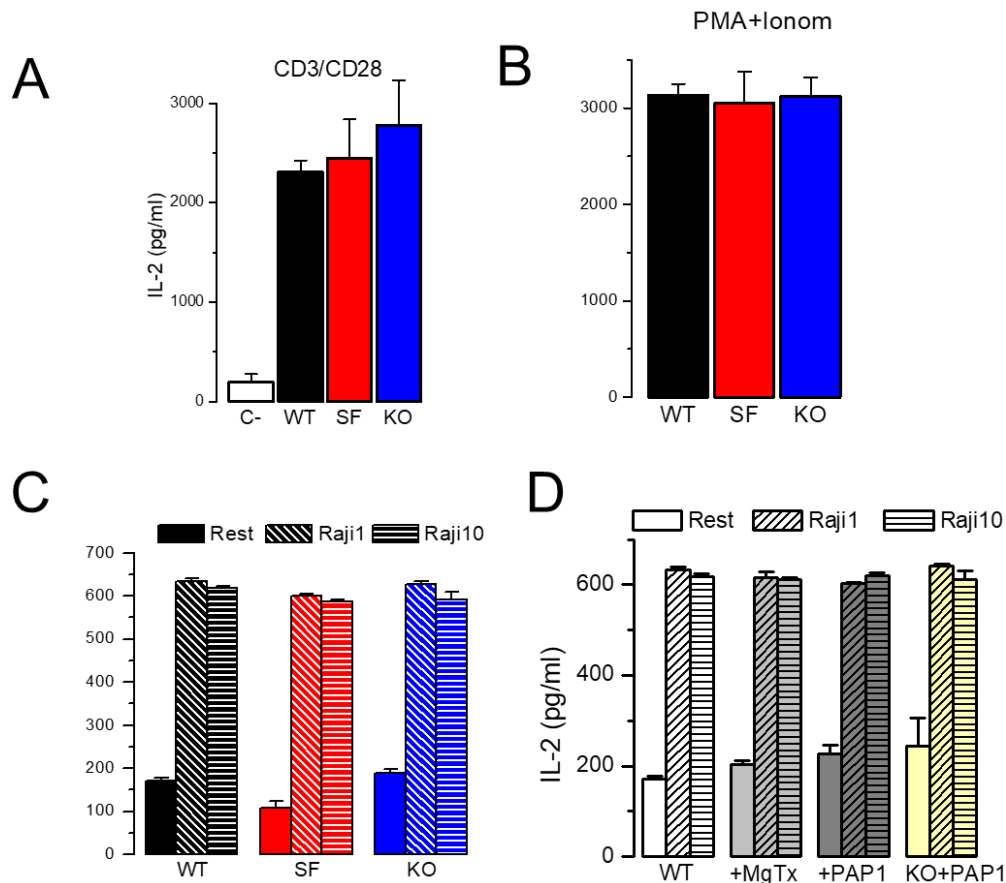 A
CD3/CD28
IL-2 (pg/ml)
3000
2000
1000
0
C- WT SF KO
B
PMA+Ionom
3000
2000
1000
0
WT SF KO
C
Rest Raji1 Raji10
700
600
500
400
300
200
100
0
WT SF KO
D
Rest Raji1 Raji10
IL-2 (pg/ml)
600
400
200
0
WT +MgTx +PAP1 KO+PAP1